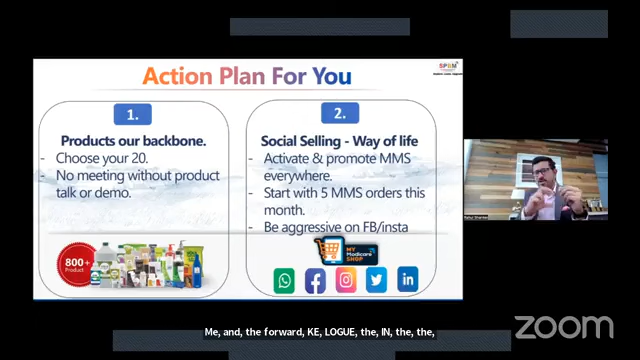 Action Plan For You
1.
Products our backbone.
- Choose your 20.
- No meeting without product
talk or demo.
800+
Product
2.
Social Selling - Way of life
- Activate & promote MMS
everywhere.
- Start with 5 MMS orders this
month.
- Be aggressive on FB/insta
MY
Modicare
SHOP
in
Me, and, the forward, KE, LOGUE, the, IN, the, the,
zoom